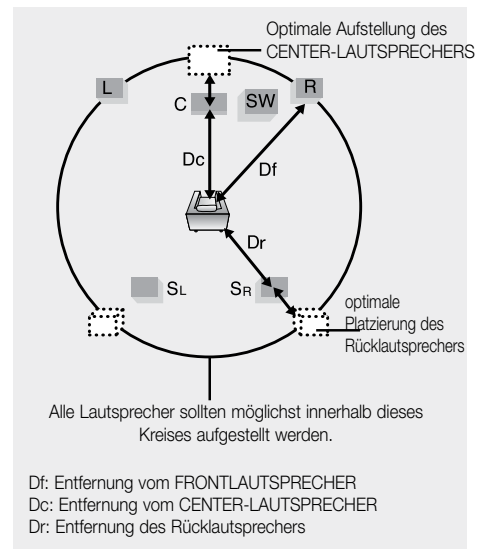 Optimale Aufstellung des
CENTER-LAUTSPRECHERS
L
C
SW
R
Dc
Df
Dr
SL
SR
optimale
Platzierung des
Rücklautsprechers
Alle Lautsprecher sollten möglichst innerhalb dieses
Kreises aufgestellt werden.
Df: Entfernung vom FRONTLAUTSPRECHER
Dc: Entfernung vom CENTER-LAUTSPRECHER
Dr: Entfernung des Rücklautsprechers